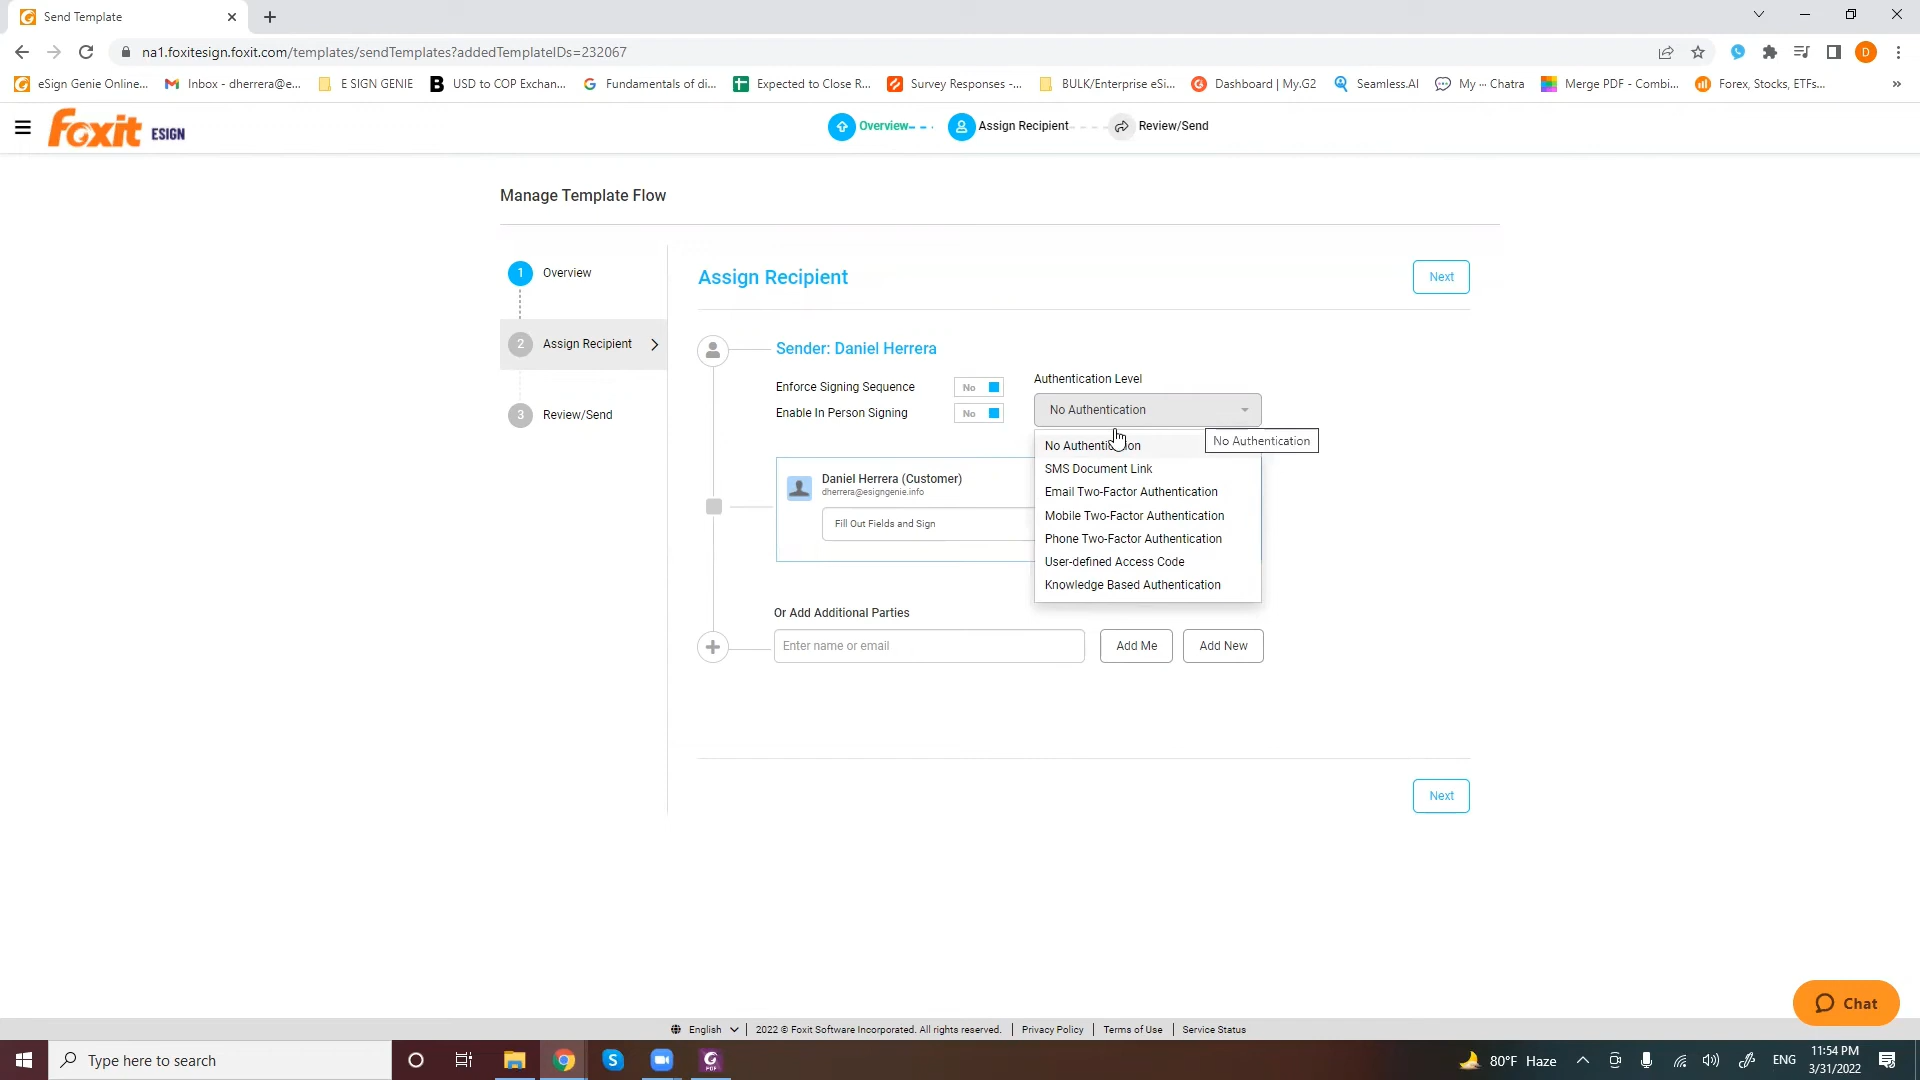 Send Template
na1.foxitesign.foxit.com/templates/sendTemplates?addedTemplateIDs=232067
D
eSign Genie Online...
Inbox - dherrera@e...
E SIGN GENIE
USD to COP Exchan...
Fundamentals of di...
Expected to Close R...
Survey Responses -...
BULK/Enterprise eSi...
Dashboard | My.G2
Seamless.AI
My ·· Chatra
Merge PDF - Combi...
Forex, Stocks, ETFs...
»
Foxit ESIGN
Overview
Assign Recipient
Review/Send
Manage Template Flow
1 Overview
2 Assign Recipient
3 Review/Send
Assign Recipient
Next
Sender: Daniel Herrera
Enforce Signing Sequence No
Enable In Person Signing No
Authentication Level
No Authentication
No Authentication
No Authentication
SMS Document Link
Email Two-Factor Authentication
Mobile Two-Factor Authentication
Phone Two-Factor Authentication
User-defined Access Code
Knowledge Based Authentication
Daniel Herrera (Customer)
dherrera@esigngenie.info
Fill Out Fields and Sign
Or Add Additional Parties
Enter name or email
Add Me
Add New
Next
Chat
English
2022 © Foxit Software Incorporated. All rights reserved.
Privacy Policy
Terms of Use
Service Status
Type here to search
80°F Haze
ENG
11:54 PM
3/31/2022